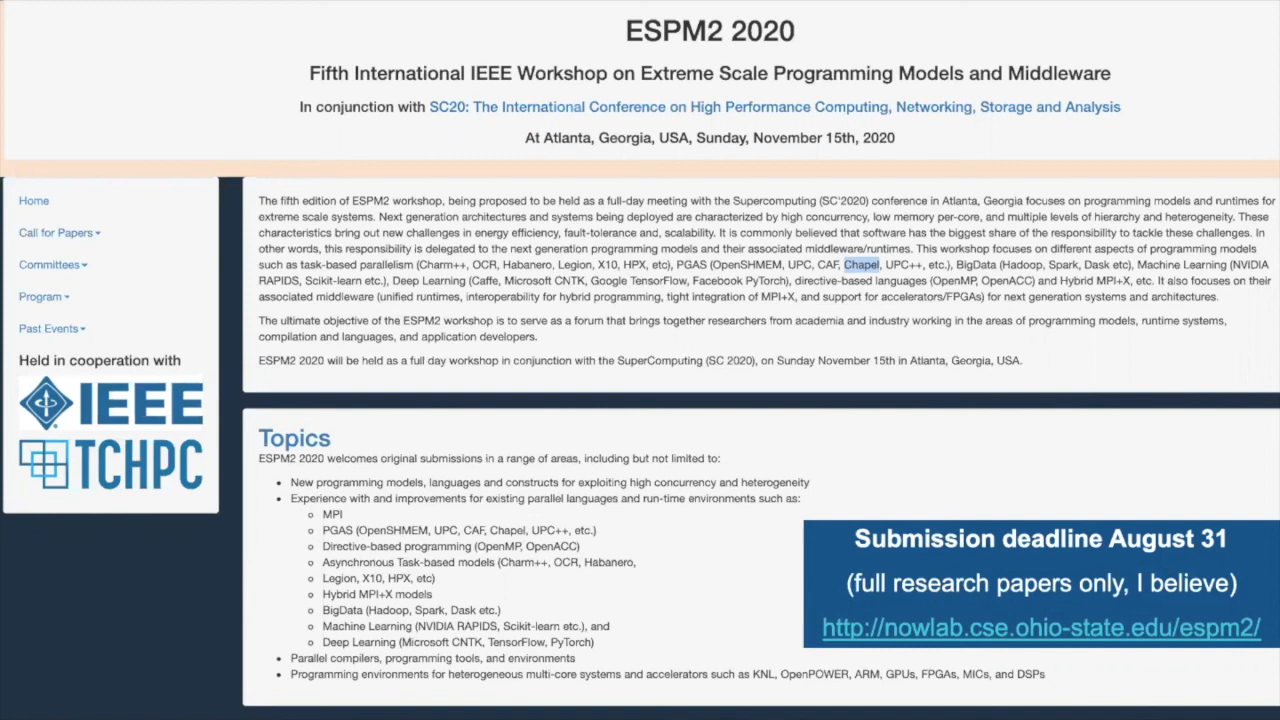 ESPM2 2020
Fifth International IEEE Workshop on Extreme Scale Programming Models and Middleware
In conjunction with SC20: The International Conference on High Performance Computing, Networking, Storage and Analysis
At Atlanta, Georgia, USA, Sunday, November 15th, 2020
Home
Call for Papers
Committees
Program
Past Events
Held in cooperation with
IEEE
TCHPC
The fifth edition of ESPM2 workshop, being proposed to be held as a full-day meeting with the Supercomputing (SC'2020) conference in Atlanta, Georgia focuses on programming models and runtimes for
extreme scale systems. Next generation architectures and systems being deployed are characterized by high concurrency, low memory per-core, and multiple levels of hierarchy and heterogeneity. These
characteristics bring out new challenges in energy efficiency, fault-tolerance and, scalability. It is commonly believed that software has the biggest share of the responsibility to tackle these challenges. In
other words, this responsibility is delegated to the next generation programming models and their associated middleware/runtimes. This workshop focuses on different aspects of programming models
such as task-based parallelism (Charm++, OCR, Habanero, Legion, X10, HPX, etc), PGAS (OpenSHMEM, UPC, CAF, Chapel, UPC++, etc.), BigData (Hadoop, Spark, Dask etc), Machine Learning (NVIDIA
RAPIDS, Scikit-learn etc.), Deep Learning (Caffe, Microsoft CNTK, Google TensorFlow, Facebook PyTorch), directive-based languages (OpenMP, OpenACC) and Hybrid MPI+X, etc. It also focuses on their
associated middleware (unified runtimes, interoperability for hybrid programming, tight integration of MPI+X, and support for accelerators/FPGAs) for next generation systems and architectures.
The ultimate objective of the ESPM2 workshop is to serve as a forum that brings together researchers from academia and industry working in the areas of programming models, runtime systems,
compilation and languages, and application developers.
ESPM2 2020 will be held as a full day workshop in conjunction with the SuperComputing (SC 2020), on Sunday November 15th in Atlanta, Georgia, USA.
Topics
ESPM2 2020 welcomes original submissions in a range of areas, including but not limited to:
New programming models, languages and constructs for exploiting high concurrency and heterogeneity
Experience with and improvements for existing parallel languages and run-time environments such as:
MPI
PGAS (OpenSHMEM, UPC, CAF, Chapel, UPC++, etc.)
Directive-based programming (OpenMP, OpenACC)
Asynchronous Task-based models (Charm++, OCR, Habanero,
Legion, X10, HPX, etc)
Hybrid MPI+X models
BigData (Hadoop, Spark, Dask etc.)
Machine Learning (NVIDIA RAPIDS, Scikit-learn etc.), and
Deep Learning (Microsoft CNTK, TensorFlow, PyTorch)
Parallel compilers, programming tools, and environments
Programming environments for heterogeneous multi-core systems and accelerators such as KNL, OpenPOWER, ARM, GPUs, FPGAs, MICs, and DSPs
Submission deadline August 31
(full research papers only, I believe)
http://nowlab.cse.ohio-state.edu/espm2/